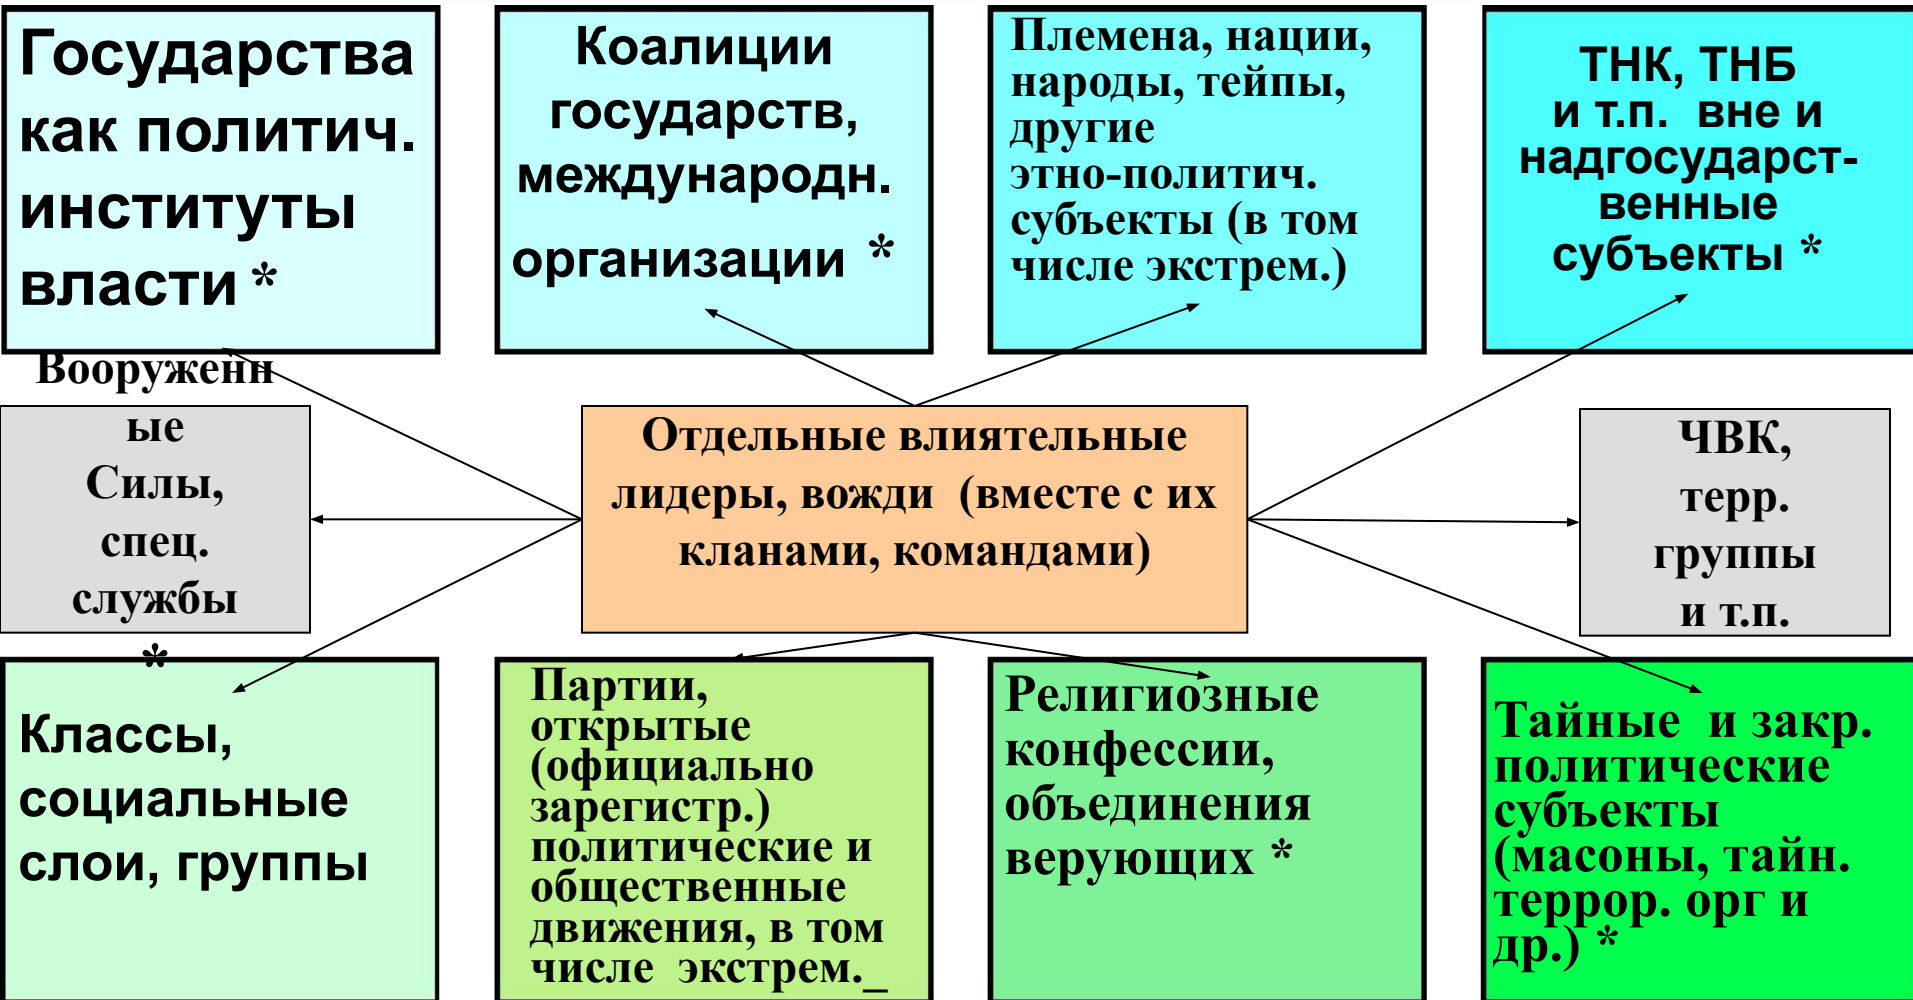 Государства
как политич.
институты
власти *
Коалиции
государств,
международн.
организации *
Племена, нации,
народы, тейпы,
другие
этно-политич.
субъекты (в том
числе экстрем.)
ТНК, ТНБ
и т.п. вне и
надгосударст-
венные
субъекты *
Вооруженн
ые
Силы,
спец.
службы
*
Отдельные влиятельные
лидеры, вожди (вместе с их
кланами, командами)
ЧВК,
терр.
группы
и т.п.
Классы,
социальные
слои, группы
Партии,
открытые
(официально
зарегистр.)
политические и
общественные
движения, в том
числе экстрем._
Религиозные
конфессии,
объединения
верующих *
Тайные и закр.
политические
субъекты
(масоны, тайн.
террор. орг и
др.) *